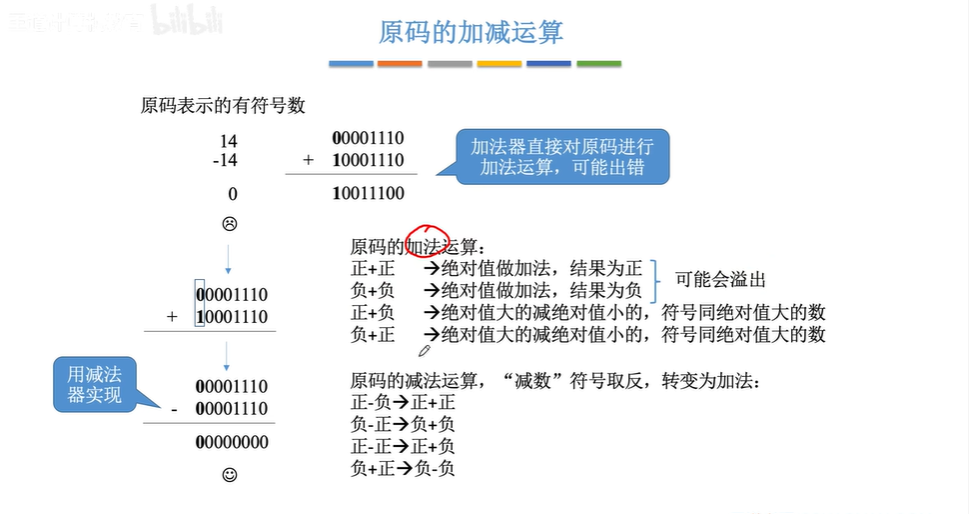 bilibili
原码的加减运算
原码表示的有符号数
14
-14
0
00001110
+ 10001110
10011100
加法器直接对原码进行
加法运算，可能出错
00001110
+ 10001110
用减法
器实现
00001110
- 00001110
00000000
原码的加法运算：
正+正 →绝对值做加法，结果为正
负+负 →绝对值做加法，结果为负
可能会溢出
正+负 →绝对值大的减绝对值小的，符号同绝对值大的数
负+正 →绝对值大的减绝对值小的，符号同绝对值大的数
原码的减法运算，“减数”符号取反，转变为加法：
正-负→正+正
负-正→负+负
正-正→正+负
负+正→负-负